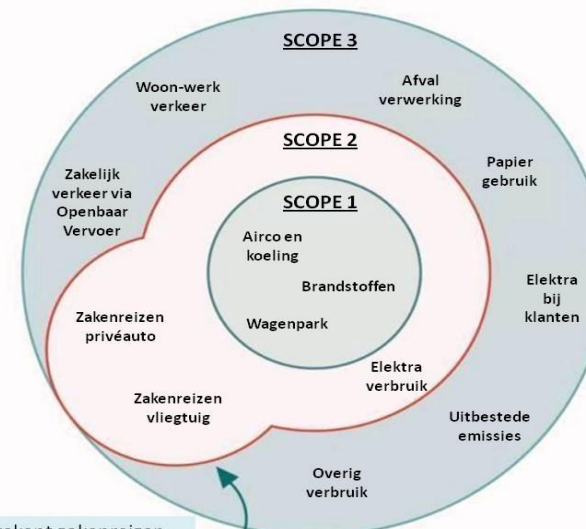 SCOPE 3
Woon-werk
verkeer
Afval
verwerking
SCOPE 2
Papier
gebruik
Zakelijk
verkeer via
Openbaar
Vervoer
SCOPE 1
Airco en
koeling
Brandstoffen
Wagenpark
Elektra
bij
klanten
Zakenreizen
privéauto
Elektra
verbruik
Zakenreizen
vliegtuig
Uitbestede
emissies
Overig
verbruik
zakenreizen